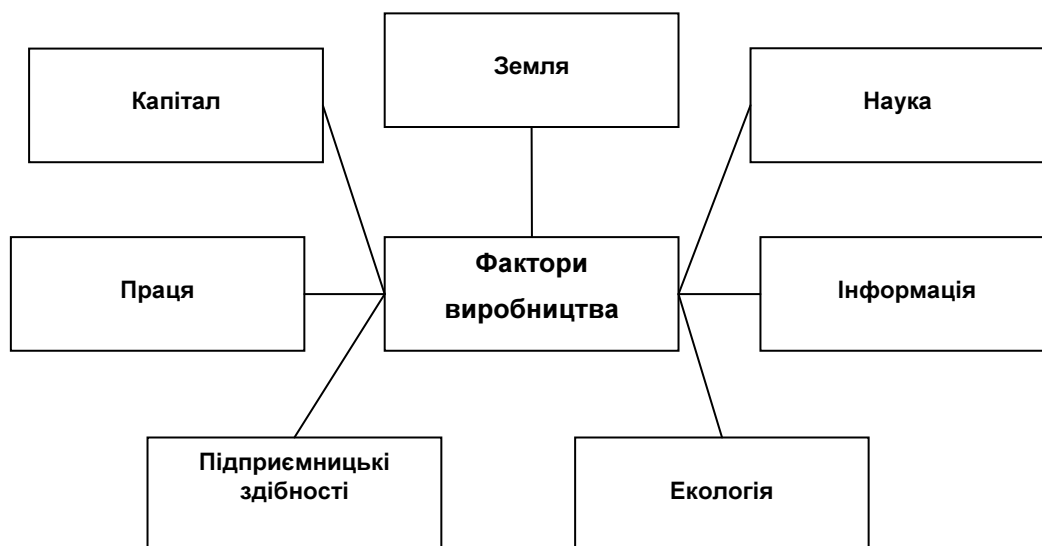 Земля
Капітал
Наука
Праця
Фактори
виробництва
Інформація
Підприємницькі
здібності
Екологія